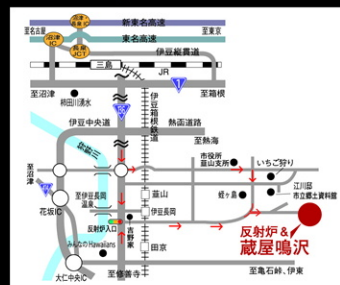 新東名高速
沼津
長泉IC
至名古屋
東名高速
至東京
沼津
IC
伊豆縦貫道
長泉
JCT
三島
JR
1
至沼津
至箱根
柿田川湧水
136
伊豆中央道
伊豆箱根鉄道
熱函道路
狩野川
至熱海
市役所
韮山支所
いちご狩り
至沼津
江川邸
市立郷土資料館
至伊豆長岡
温泉
韮山
蛭ヶ島
伊豆長岡
花坂IC
反射炉入口
吉野家
反射炉 &
蔵屋鳴沢
みんなのHawaiians
田京
大仁中央IC
至修善寺
至亀石峠、伊東